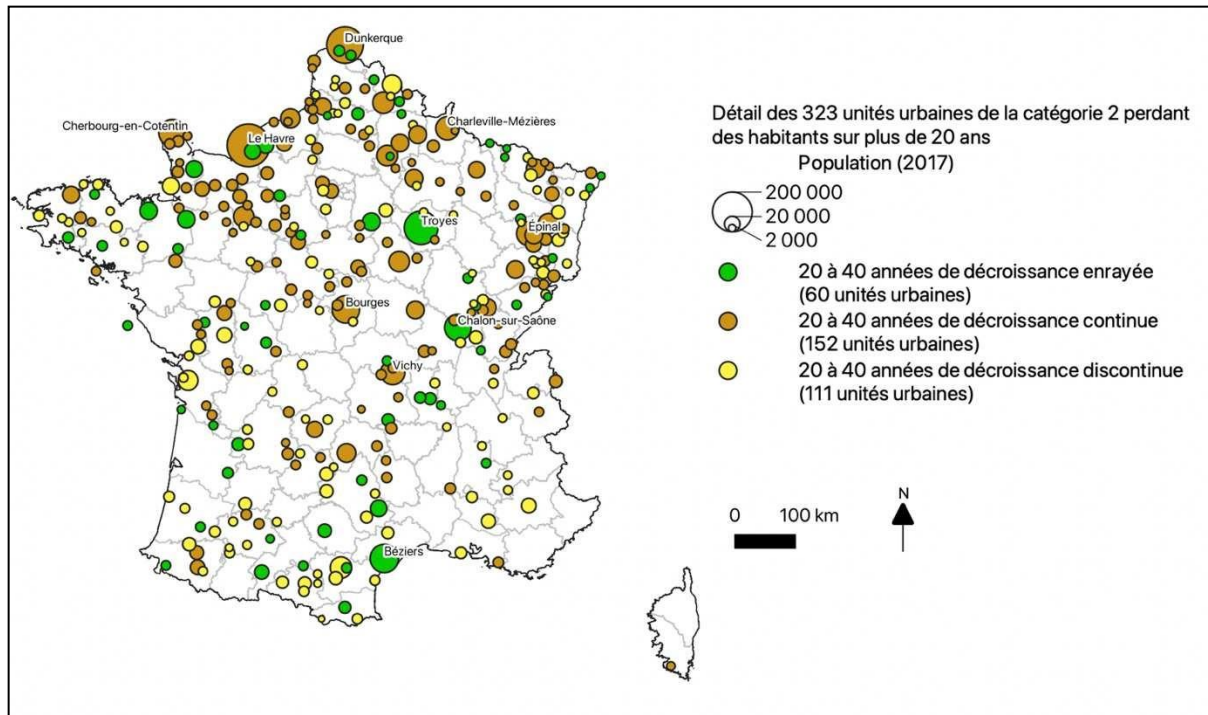 Dunkerque
Cherbourg-en-Cotentin
Le Havre
Charleville-Mézières
Troyes
Épinal
Bourges
Chalon-sur-Saône
Vichy
Béziers
Détail des 323 unités urbaines de la catégorie 2 perdant
des habitants sur plus de 20 ans
Population (2017)
200 000
20 000
2 000
20 à 40 années de décroissance enrayée
(60 unités urbaines)
20 à 40 années de décroissance continue
(152 unités urbaines)
20 à 40 années de décroissance discontinue
(111 unités urbaines)
0 100 km
N